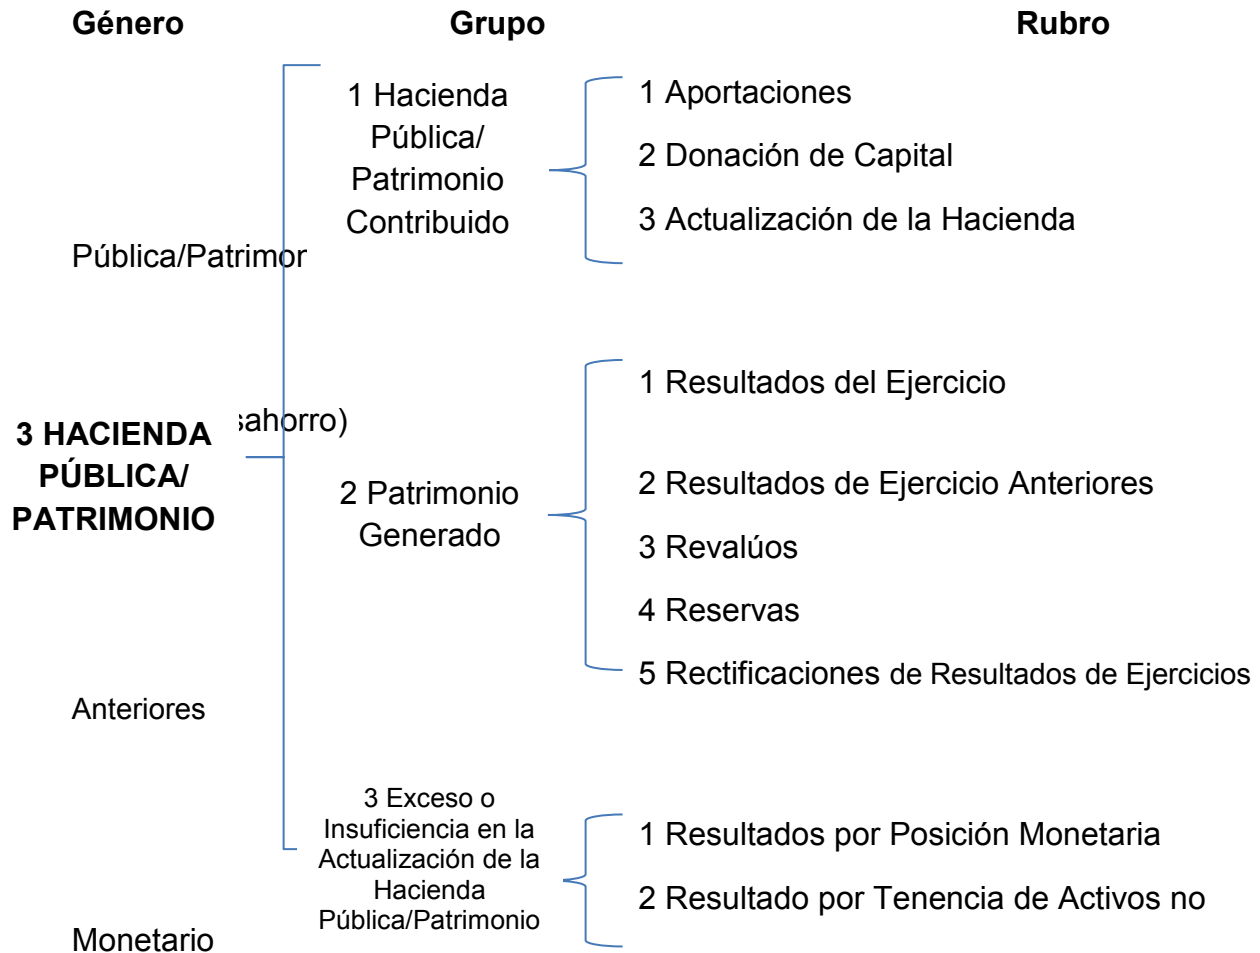 Género Grupo Rubro
1 Hacienda
Pública/
Patrimonio
Contribuido
1 Aportaciones
2 Donación de Capital
3 Actualización de la Hacienda
Pública/Patrimor
3 HACIENDA
PÚBLICA/
PATRIMONIO
sahorro)
2 Patrimonio
Generado
1 Resultados del Ejercicio
2 Resultados de Ejercicio Anteriores
3 Revalúos
4 Reservas
5 Rectificaciones de Resultados de Ejercicios
Anteriores
3 Exceso o
Insuficiencia en la
Actualización de la
Hacienda
Pública/Patrimonio
1 Resultados por Posición Monetaria
2 Resultado por Tenencia de Activos no
Monetario